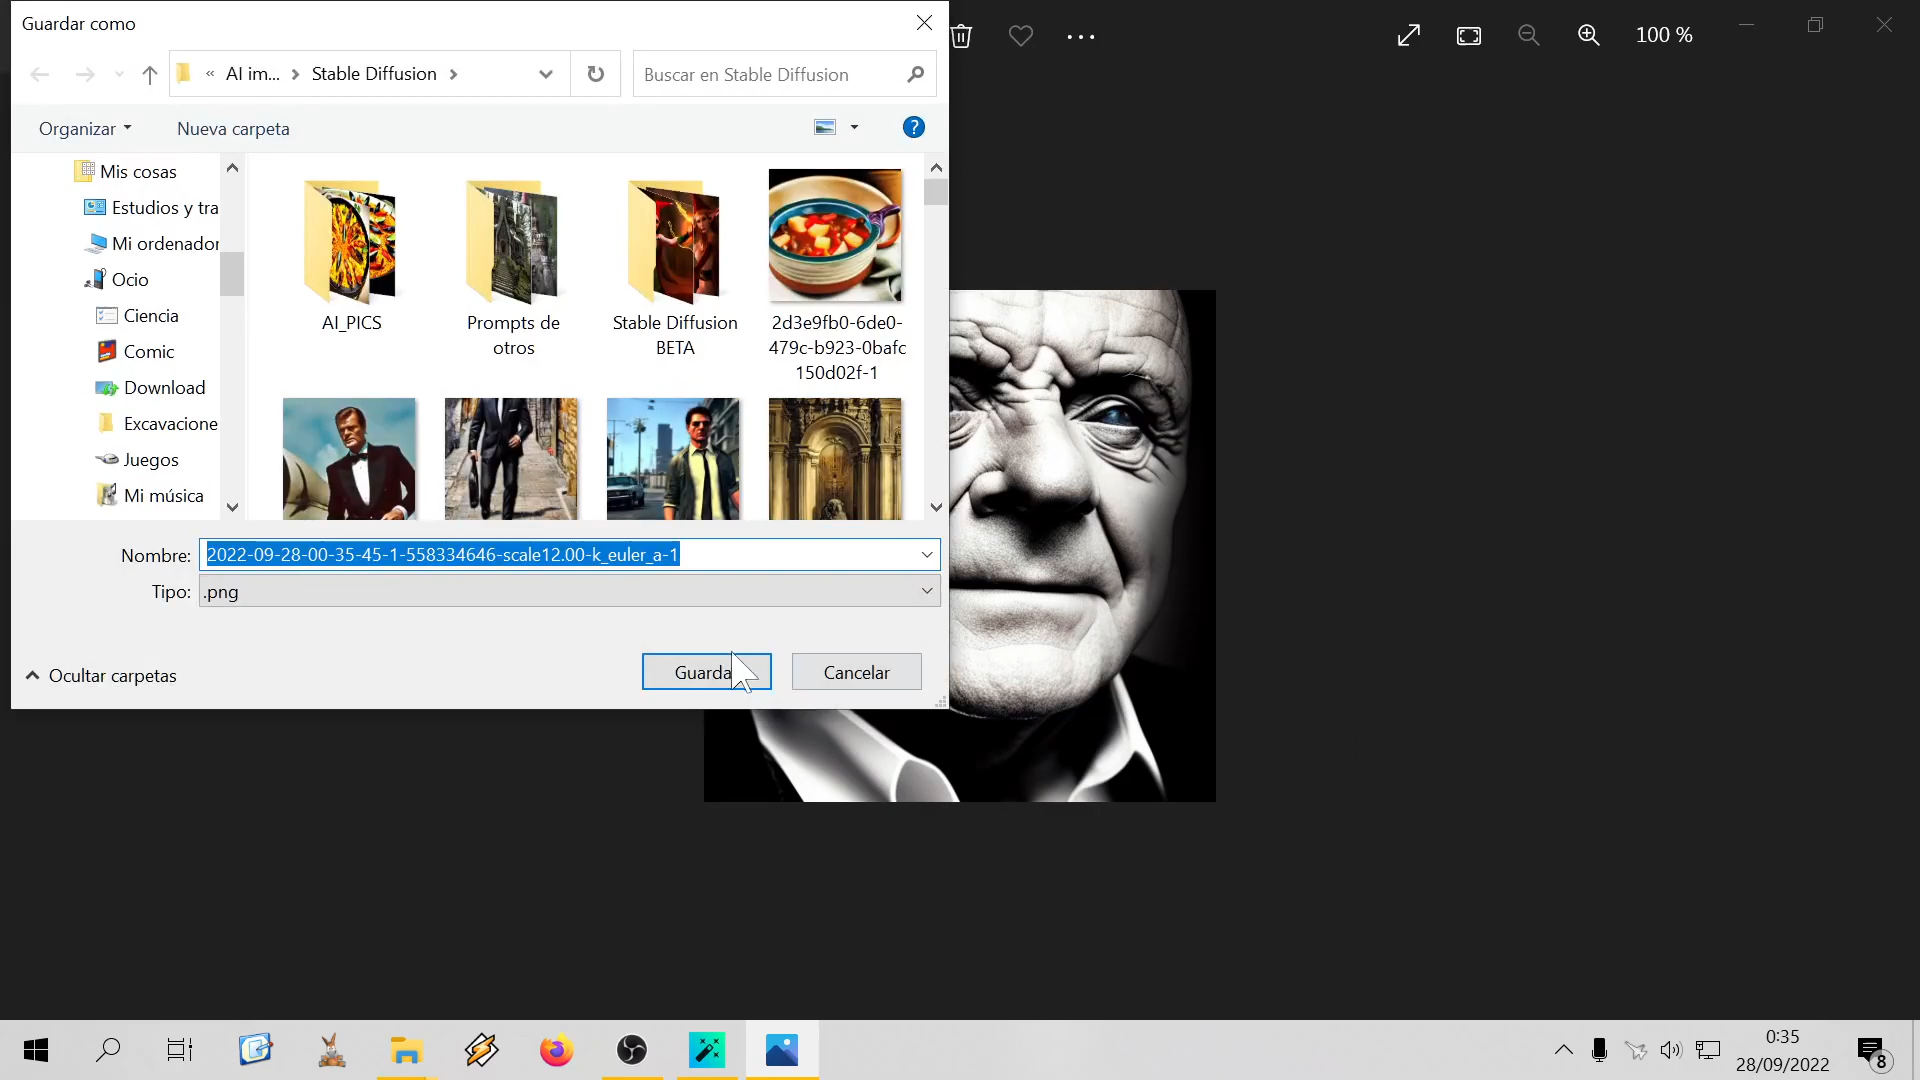 Guardar como
« AI im... Stable Diffusion
Buscar en Stable Diffusion
100 %
Organizar
Nueva carpeta
?
Mis cosas
Estudios y tra
Mi ordenador
Ocio
Ciencia
Comic
Download
Excavacione
Juegos
Mi música
AI_PICS
Prompts de
otros
Stable Diffusion
BETA
2d3e9fb0-6de0-
479c-b923-0bafc
150d02f-1
Nombre: 2022-09-28-00-35-45-1-558334646-scale12.00-k_euler_a-1
Tipo: .png
Ocultar carpetas
Guarda
Cancelar
0:35
28/09/2022
8